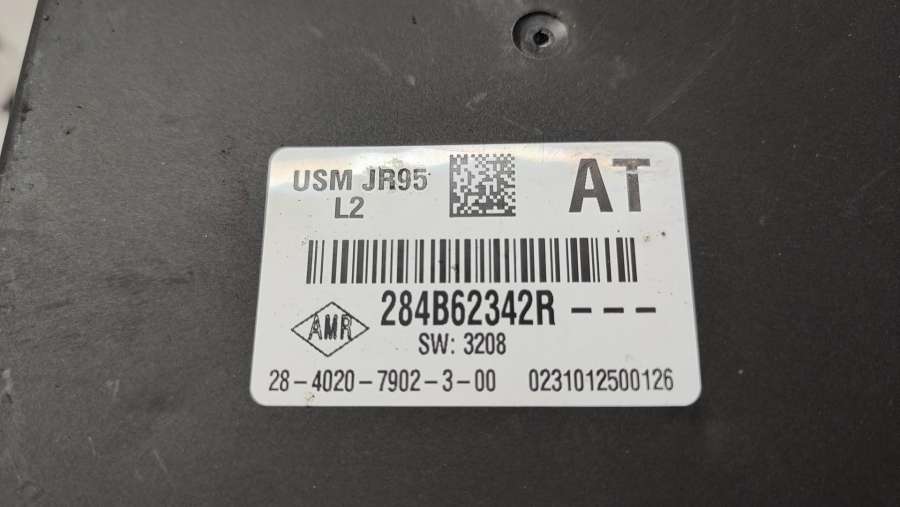 USM JR95 AT
L2
284B62342R ---
AMR
SW: 3208
28-4020-7902-3-00 0231012500126